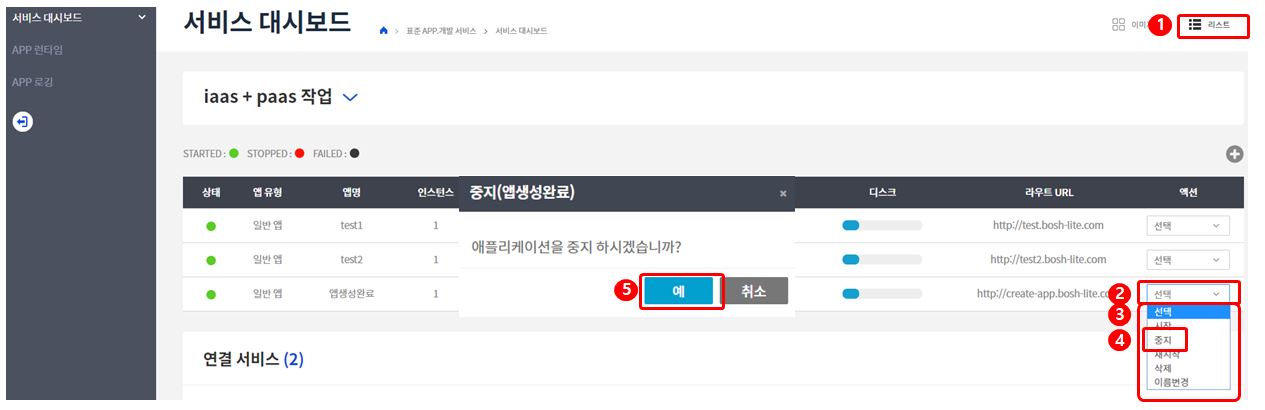 서비스 대시보드
APP 런타임
APP 로깅
서비스 대시보드
> 표준 APP.개발 서비스 > 서비스 대시보드
1
리스트
iaas + paas 작업
STARTED : STOPPED : FAILED :
상태 앱 유형 앱명 인스턴스 디스크 라우트 URL 액션
일반 앱 test1 1 http://test.bosh-lite.com 선택
일반 앱 test2 1 http://test2.bosh-lite.com 선택
일반 앱 앱생성완료 1 http://create-app.bosh-lite.co 2 선택
중지(앱생성완료) ×
애플리케이션을 중지 하시겠습니까?
5 예 취소
3 선택
시작
4 중지
재시작
삭제
이름변경
연결 서비스 (2)